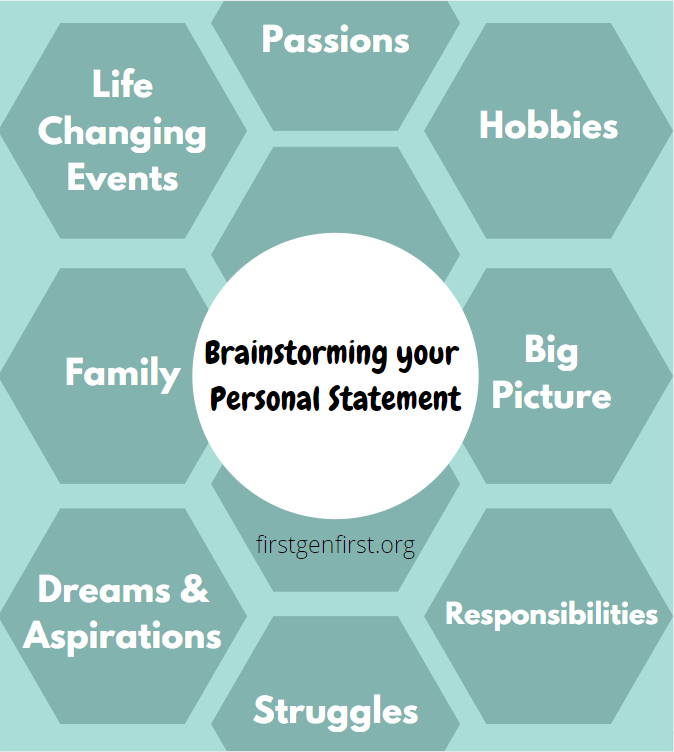 Passions
Life
Changing
Events
Hobbies
Brainstorming your
Personal Statement
Family
Big
Picture
firstgenfirst.org
Dreams &
Aspirations
Responsibilities
Struggles